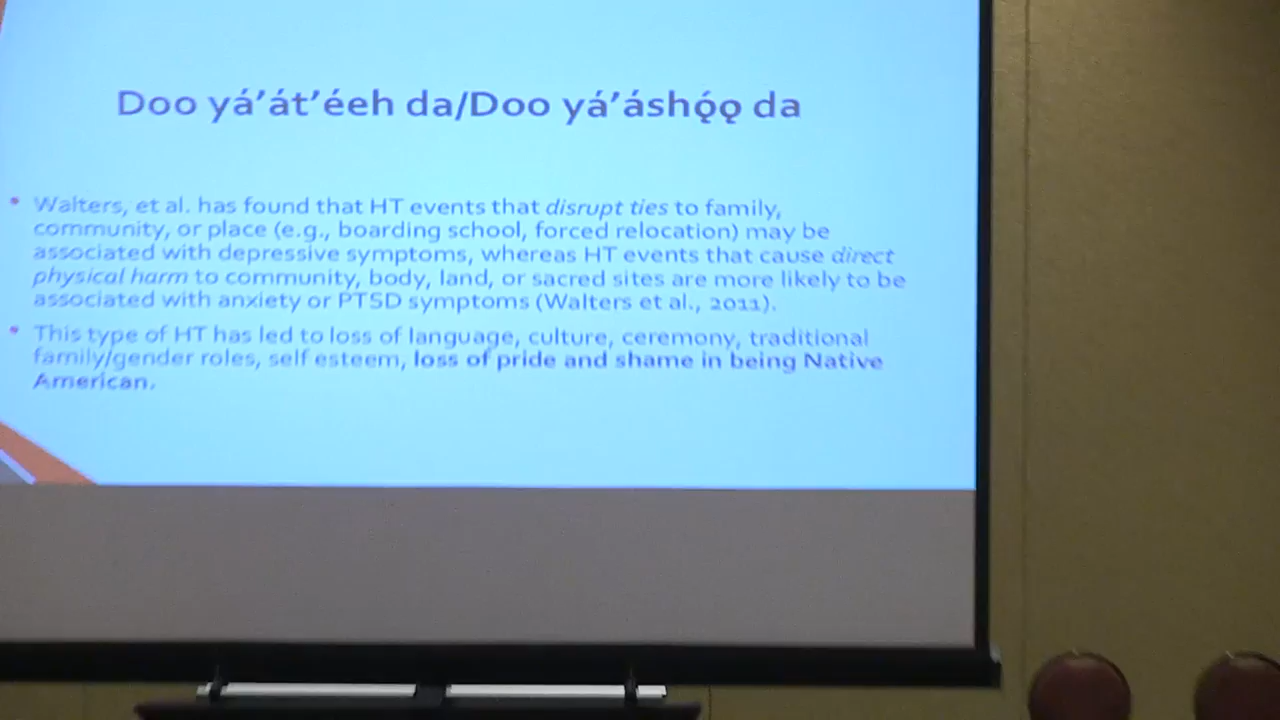 Doo yá’át’ééh da/Doo yá’áshǫ́ǫ da
• Walters, et al. has found that HT events that disrupt ties to family,
community, or place (e.g., boarding school, forced relocation) may be
associated with depressive symptoms, whereas HT events that cause direct
physical harm to community, body, land, or sacred sites are more likely to be
associated with anxiety or PTSD symptoms (Walters et al., 2011).
• This type of HT has led to loss of language, culture, ceremony, traditional
family/gender roles, self esteem, loss of pride and shame in being Native
American.